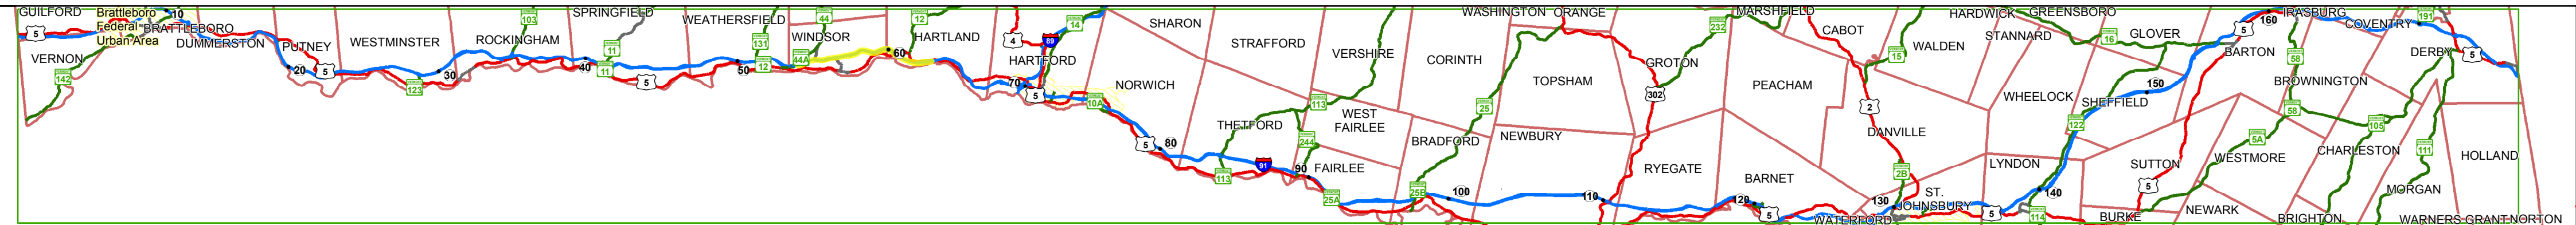 GUILFORD
Brattleboro
Federal
Urban Area
10
BRATTLEBORO
DUMMERSTON
5
VERNON
142
PUTNEY
20
5
WESTMINSTER
123
30
ROCKINGHAM
103
SPRINGFIELD
11
11
40
5
WEATHERSFIELD
131
12
50
44A
44
WINDSOR
60
12
HARTLAND
4
89
14
HARTFORD
70
5
10A
NORWICH
SHARON
5
80
STRAFFORD
THETFORD
113
91
90
244
113
FAIRLEE
25A
VERSHIRE
WEST
FAIRLEE
CORINTH
BRADFORD
25B
25
100
WASHINGTON
ORANGE
TOPSHAM
NEWBURY
110
GROTON
302
RYEGATE
232
MARSHFIELD
PEACHAM
BARNET
120
5
CABOT
2
DANVILLE
15
WALDEN
2B
130
ST.
JOHNSBURY
WATERFORD
HARDWICK
STANNARD
GREENSBORO
16
GLOVER
WHEELOCK
SHEFFIELD
122
LYNDON
5
140
114
150
SUTTON
5
BURKE
160
5
BARTON
IRASBURG
58
BROWNINGTON
COVENTRY
191
DERBY
5
58
5A
WESTMORE
NEWARK
105
CHARLESTON
BRIGHTON
111
MORGAN
HOLLAND
WARNERS GRANT
NORTON